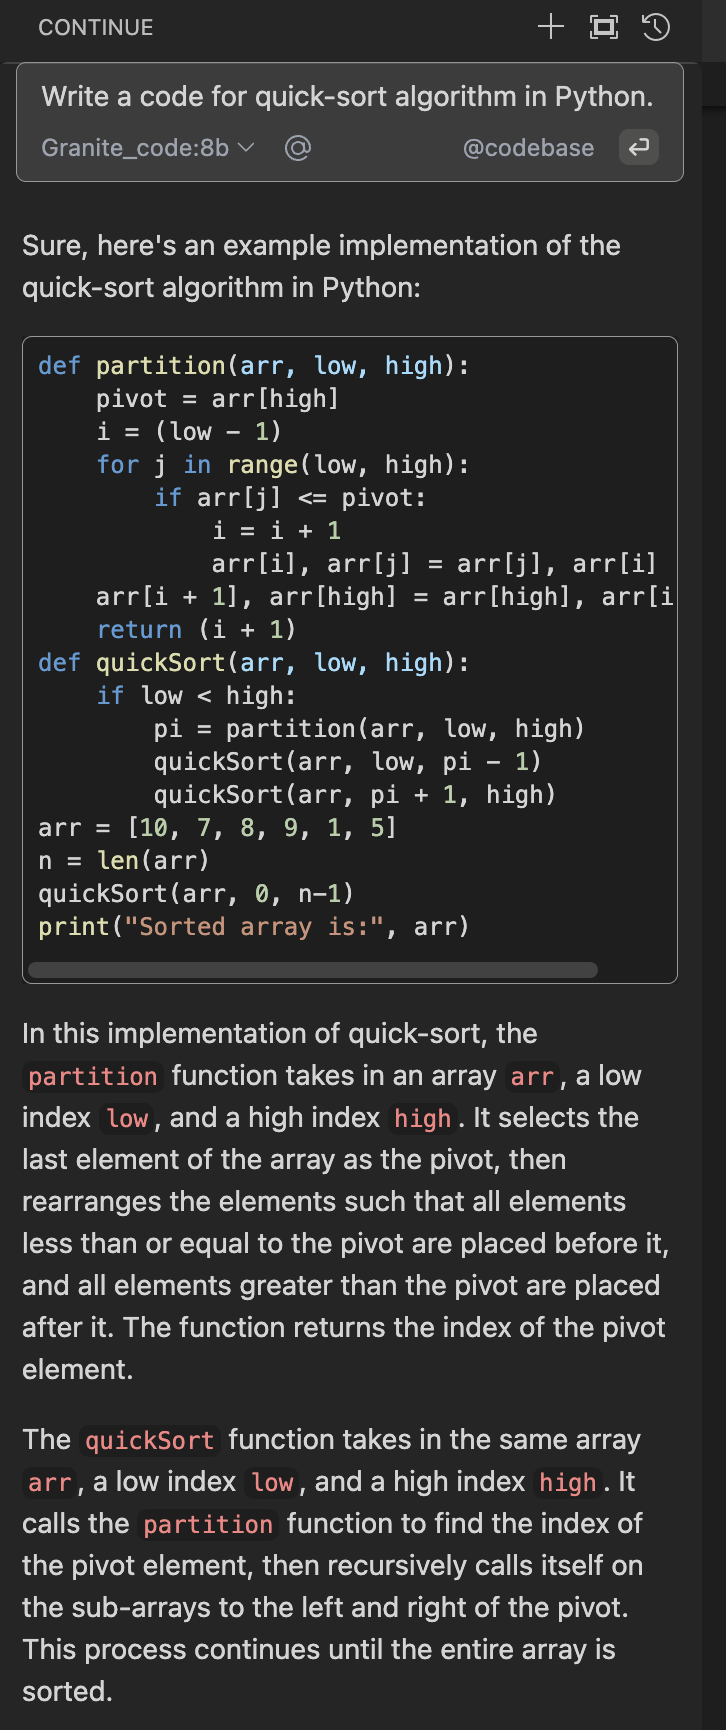 CONTINUE
Write a code for quick-sort algorithm in Python.
Granite_code:8b @ @codebase
Sure, here's an example implementation of the
quick-sort algorithm in Python:
def partition(arr, low, high):
    pivot = arr[high]
    i = (low - 1)
    for j in range(low, high):
        if arr[j] <= pivot:
            i = i + 1
            arr[i], arr[j] = arr[j], arr[i]
    arr[i + 1], arr[high] = arr[high], arr[i
    return (i + 1)
def quickSort(arr, low, high):
    if low < high:
        pi = partition(arr, low, high)
        quickSort(arr, low, pi - 1)
        quickSort(arr, pi + 1, high)
arr = [10, 7, 8, 9, 1, 5]
n = len(arr)
quickSort(arr, 0, n-1)
print("Sorted array is:", arr)
In this implementation of quick-sort, the
partition function takes in an array arr, a low
index low, and a high index high. It selects the
last element of the array as the pivot, then
rearranges the elements such that all elements
less than or equal to the pivot are placed before it,
and all elements greater than the pivot are placed
after it. The function returns the index of the pivot
element.
The quickSort function takes in the same array
arr, a low index low, and a high index high. It
calls the partition function to find the index of
the pivot element, then recursively calls itself on
the sub-arrays to the left and right of the pivot.
This process continues until the entire array is
sorted.